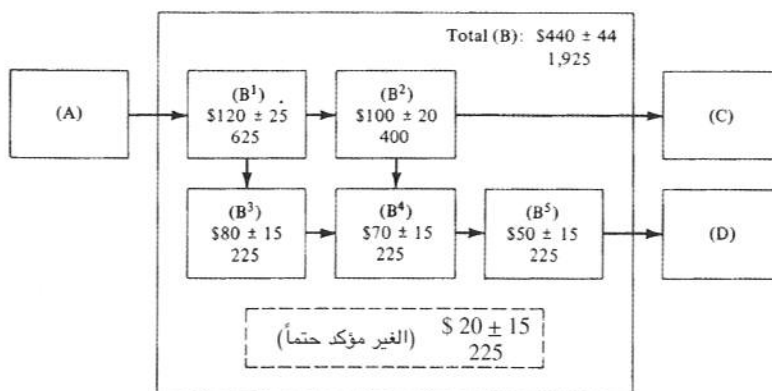 Total (B): $440 ± 44
1,925
(A)
(B¹)
$120 ± 25
625
(B²)
$100 ± 20
400
(C)
(B³)
$80 ± 15
225
(B⁴)
$70 ± 15
225
(B⁵)
$50 ± 15
225
(D)
(الغير مؤكد حتماً) $ 20 ± 15
225